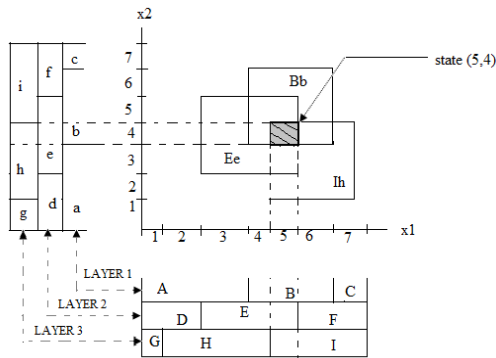 x2
i
f
c
7
6
5
4
3
2
1
Bb
state (5,4)
b
h
e
Ee
Ih
g
d
a
1 2 3 4 5 6 7
x1
LAYER 1
A B C
LAYER 2
D E F
LAYER 3
G H I